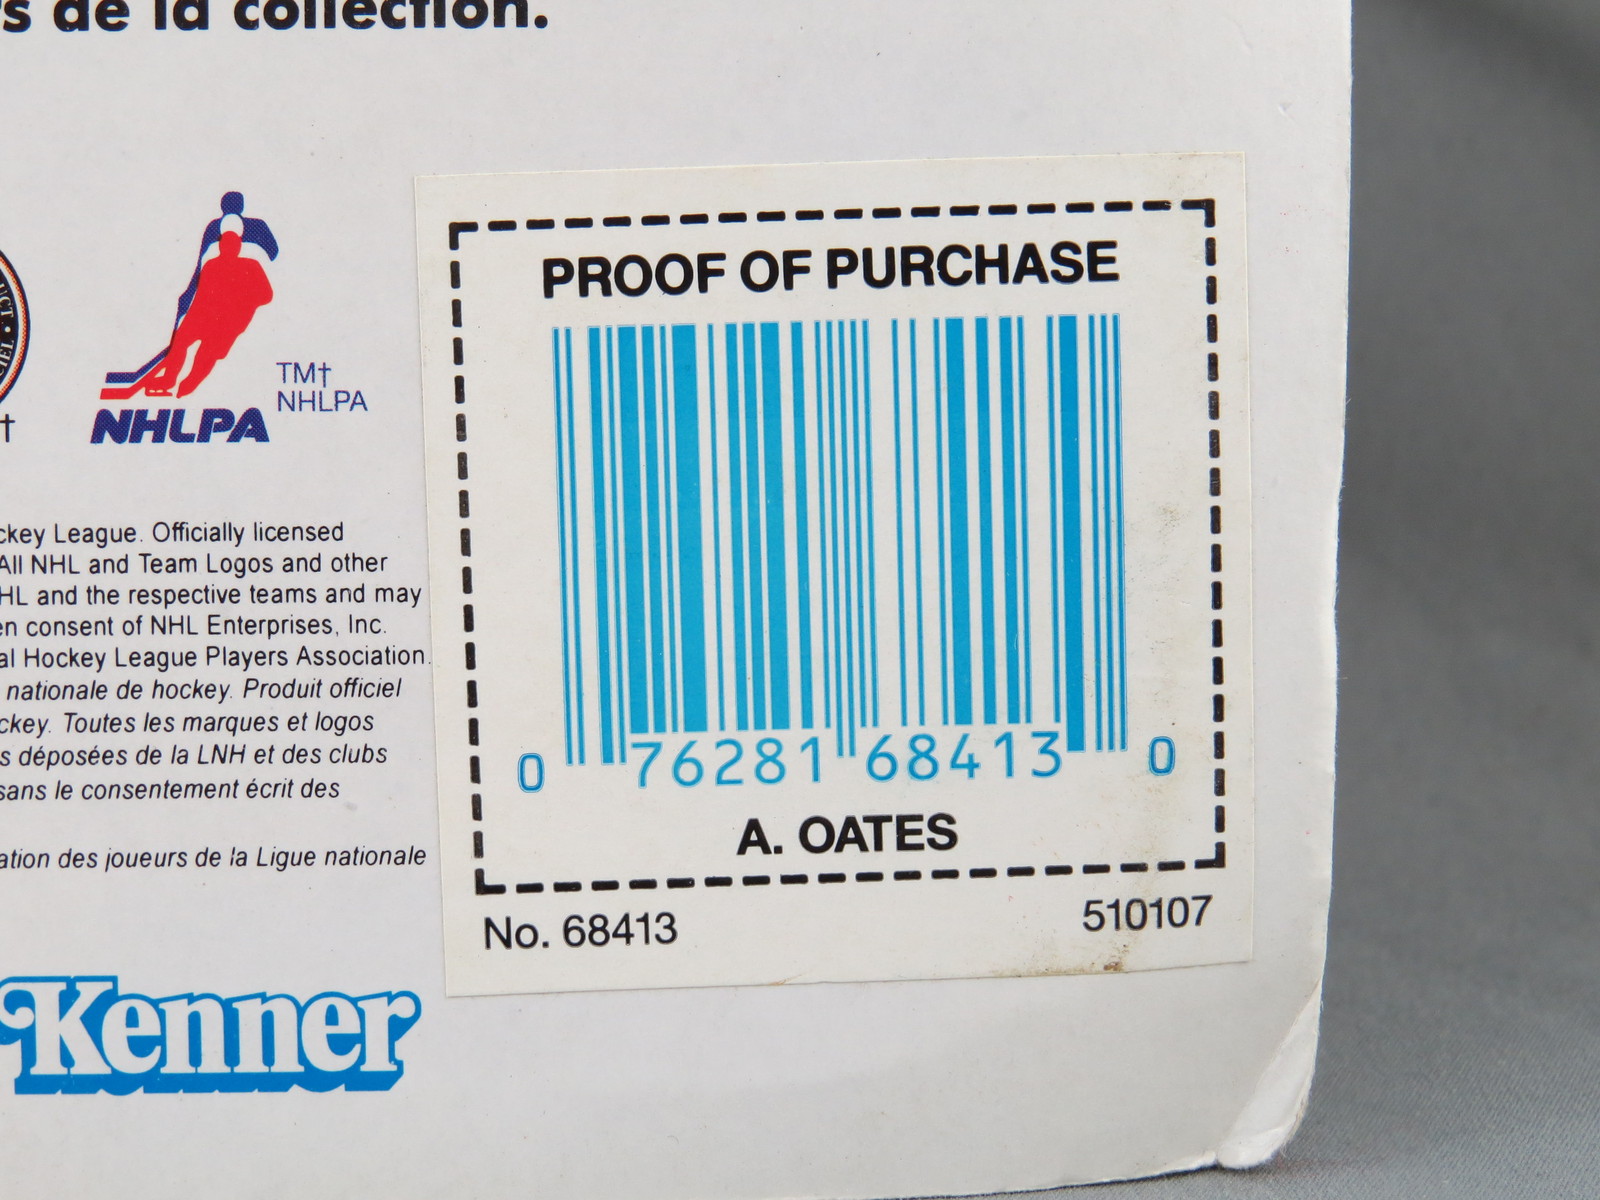 s de la collection.
PROOF OF PURCHASE
TM†
NHLPA
NHLPA
†
0 76281 68413 0
A. OATES
No. 68413
510107
ckey League. Officially licensed
All NHL and Team Logos and other
HL and the respective teams and may
en consent of NHL Enterprises, Inc.
al Hockey League Players Association.
nationale de hockey. Produit officiel
ckey. Toutes les marques et logos
s déposées de la LNH et des clubs
sans le consentement écrit des
ation des joueurs de la Ligue nationale
Kenner